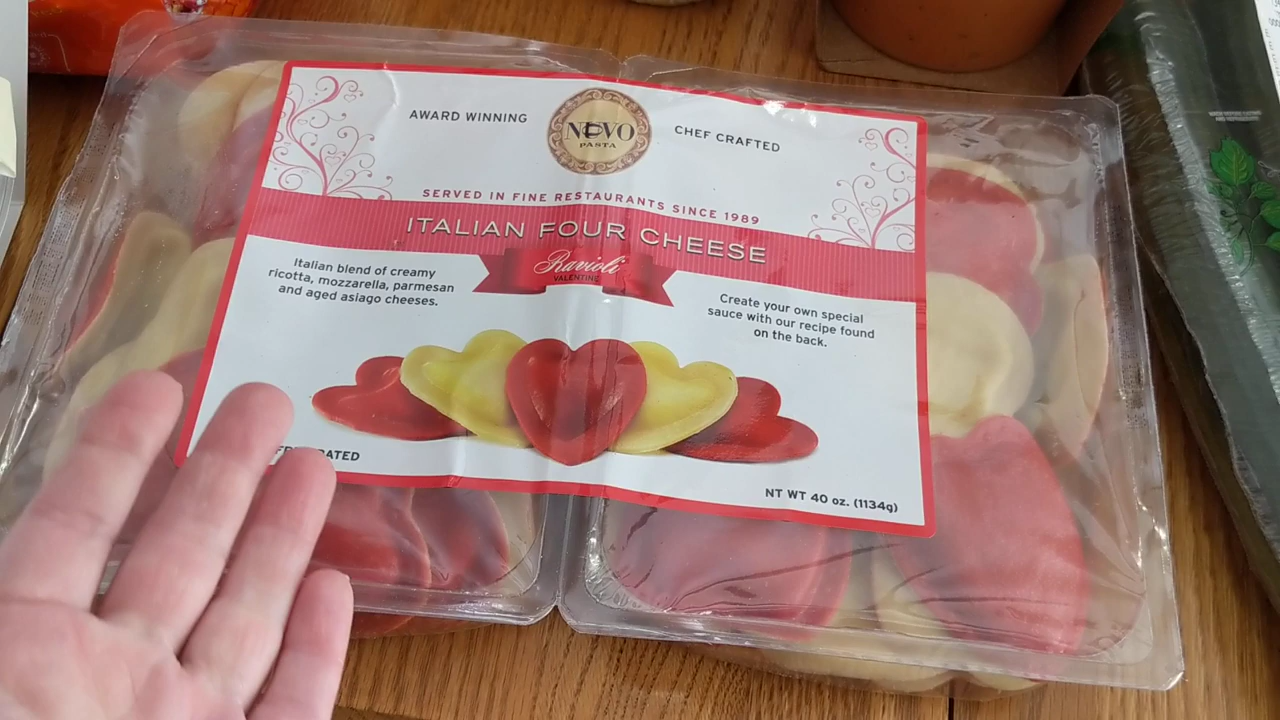 AWARD WINNING
NUOVO
PASTA
CHEF CRAFTED
SERVED IN FINE RESTAURANTS SINCE 1989
ITALIAN FOUR CHEESE
Ravioli
VALENTINE
Italian blend of creamy
ricotta, mozzarella, parmesan
and aged asiago cheeses.
Create your own special
sauce with our recipe found
on the back.
NT WT 40 oz. (1134g)